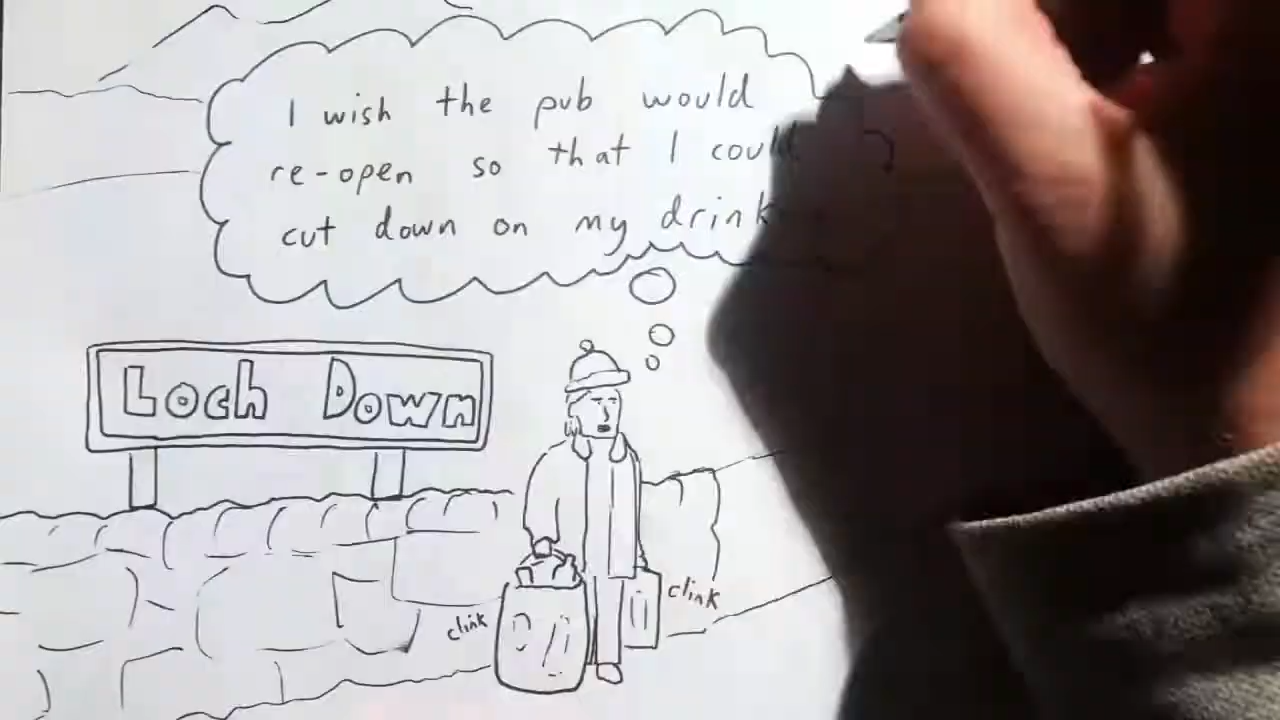 I wish the pub would
re-open so that I could
cut down on my drink
Loch Down
clink
clink